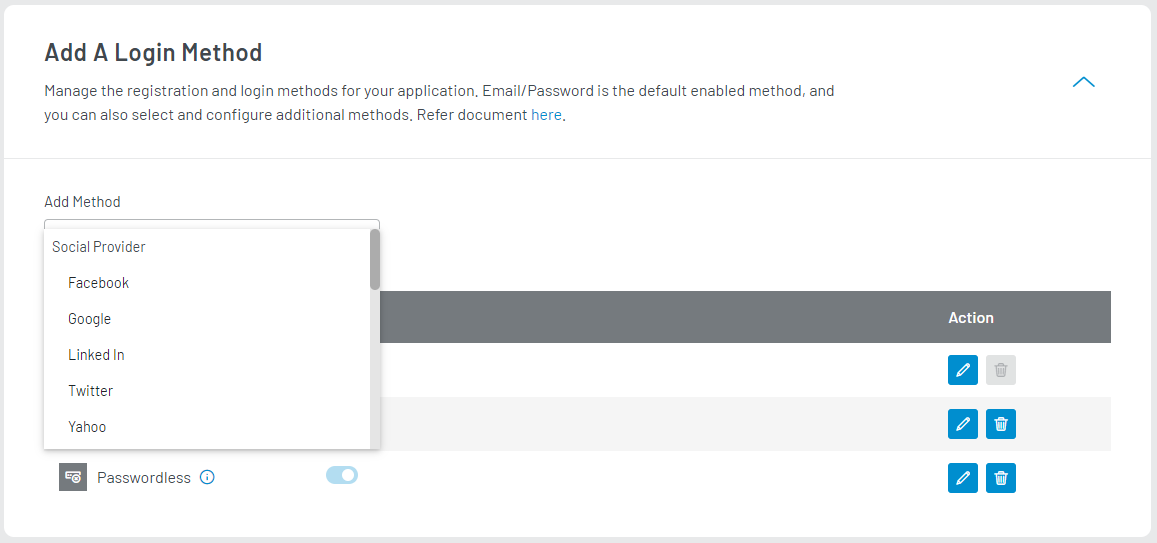 Add A Login Method
Manage the registration and login methods for your application. Email/Password is the default enabled method, and
you can also select and configure additional methods. Refer document here.
Add Method
Social Provider
Facebook
Google
Linked In
Twitter
Yahoo
Action
Passwordless